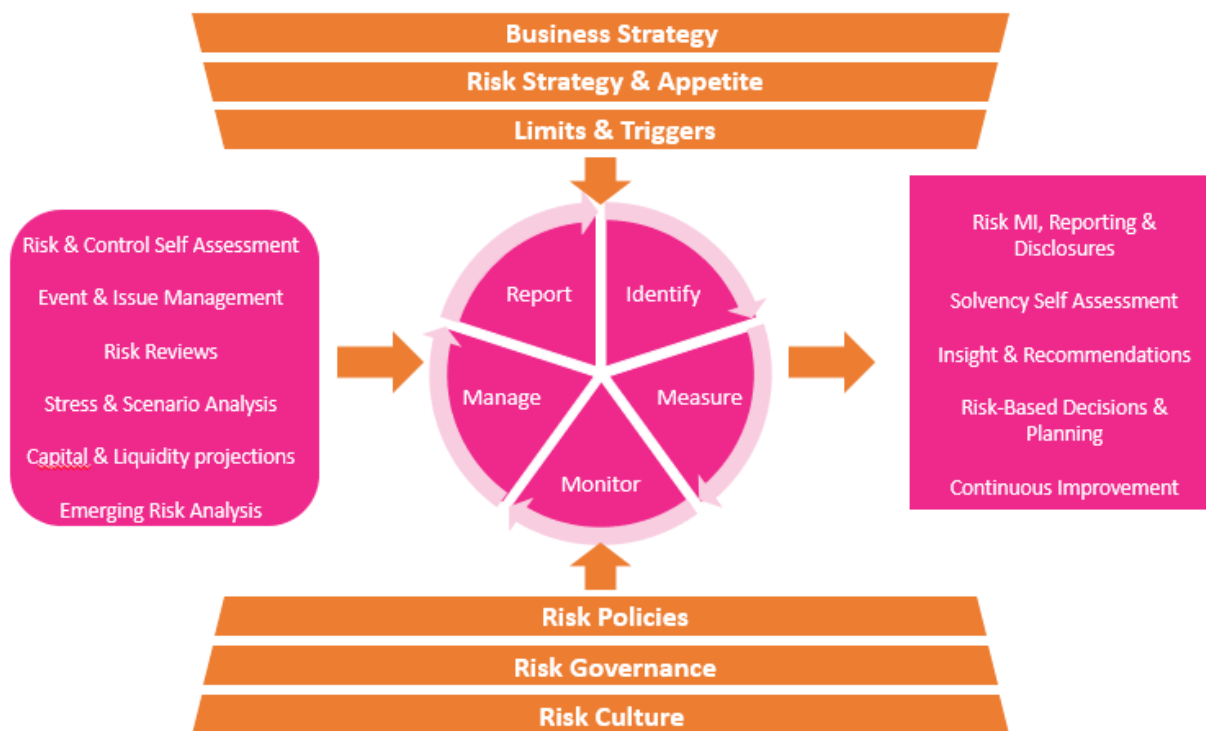 Business Strategy
Risk Strategy & Appetite
Limits & Triggers
Risk & Control Self Assessment
Event & Issue Management
Risk Reviews
Stress & Scenario Analysis
Capital & Liquidity projections
Emerging Risk Analysis
Report
Identify
Manage
Measure
Monitor
Risk MI, Reporting &
Disclosures
Solvency Self Assessment
Insight & Recommendations
Risk-Based Decisions &
Planning
Continuous Improvement
Risk Policies
Risk Governance
Risk Culture